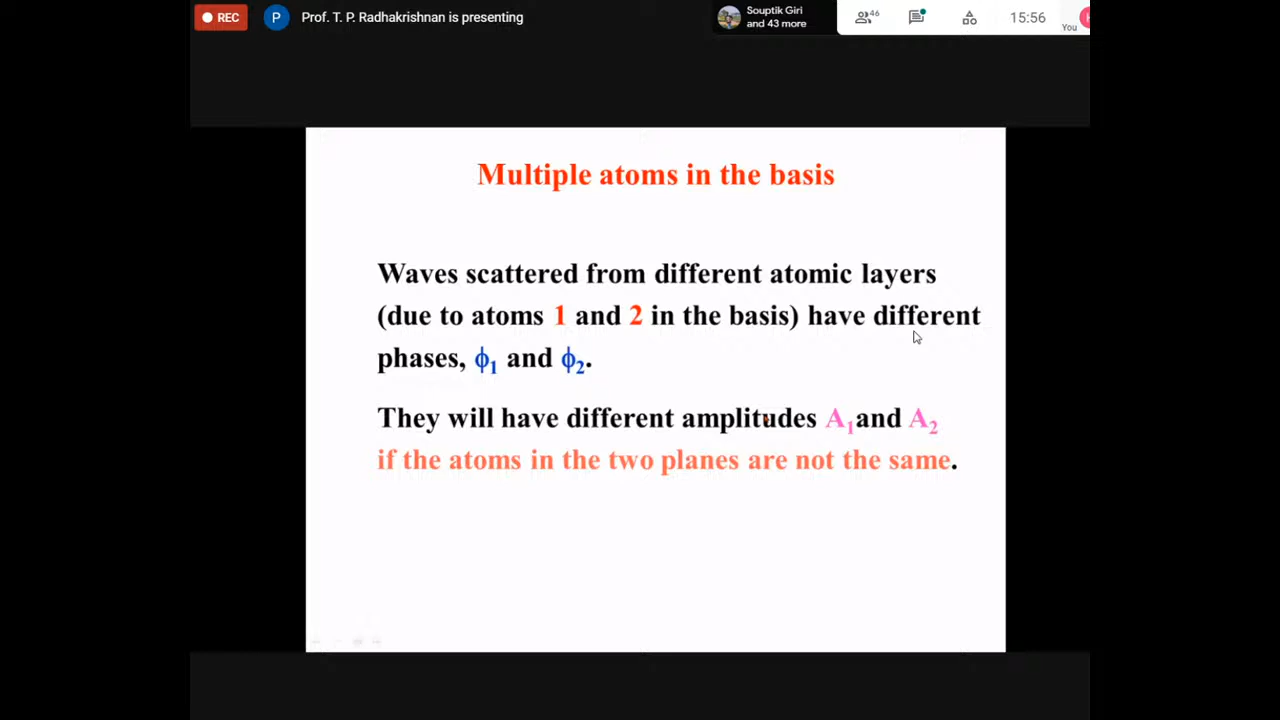 REC
P
Prof. T. P. Radhakrishnan is presenting
Souptik Giri
and 43 more
46
15:56
You
Multiple atoms in the basis
Waves scattered from different atomic layers
(due to atoms 1 and 2 in the basis) have different
phases, ϕ₁ and ϕ₂.
They will have different amplitudes A₁and A₂
if the atoms in the two planes are not the same.